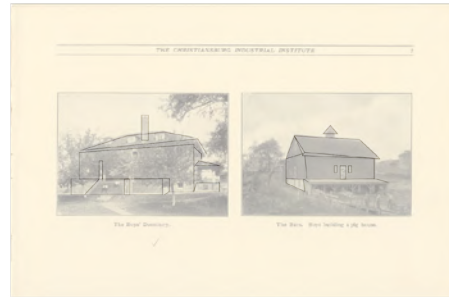 THE CHRISTIANSBURG INDUSTRIAL INSTITUTE
The Boys' Dormitory.
The Barn. Boys building a pig house.